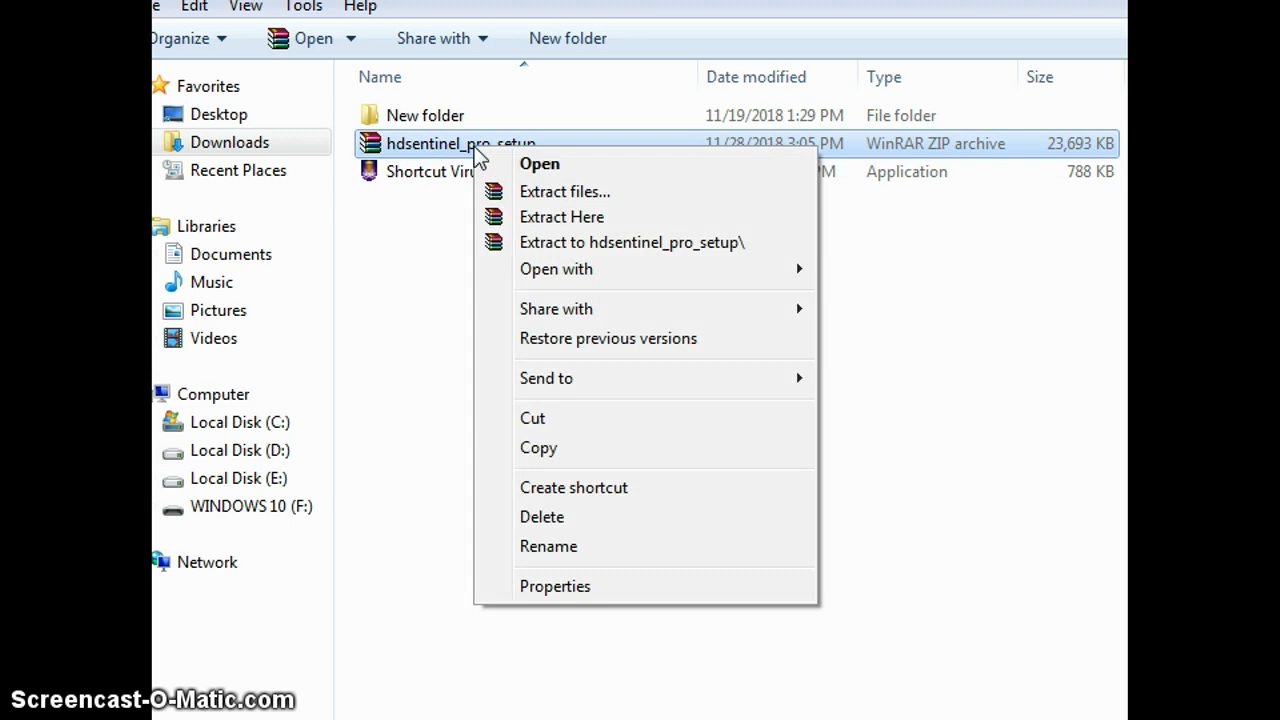 Edit View Tools Help
Organize Open Share with New folder
Name Date modified Type Size
Favorites
Desktop
Downloads
Recent Places
Libraries
Documents
Music
Pictures
Videos
Computer
Local Disk (C:)
Local Disk (D:)
Local Disk (E:)
WINDOWS 10 (F:)
Network
New folder 11/19/2018 1:29 PM File folder
hdsentinel_pro_setup 11/28/2018 3:05 PM WinRAR ZIP archive 23,693 KB
Shortcut PM Application 788 KB
Open
Extract files...
Extract Here
Extract to hdsentinel_pro_setup\
Open with
Share with
Restore previous versions
Send to
Cut
Copy
Create shortcut
Delete
Rename
Properties
Screencast-O-Matic.com